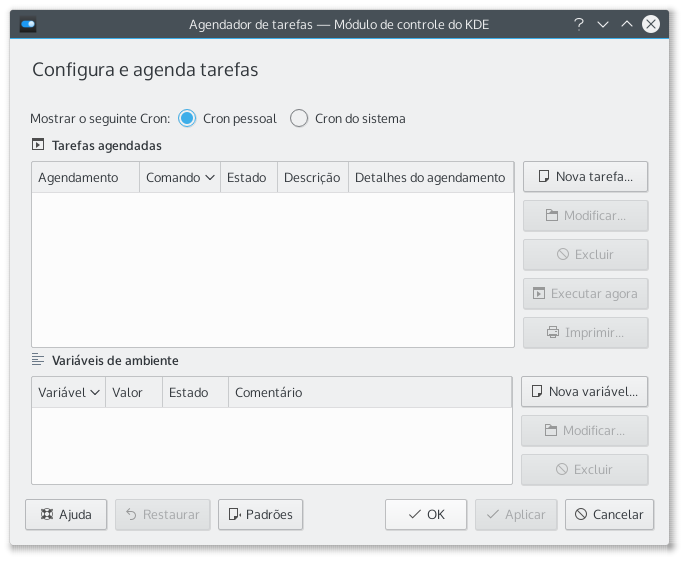 Agendador de tarefas — Módulo de controle do KDE
Configura e agenda tarefas
Mostrar o seguinte Cron: Cron pessoal Cron do sistema
Tarefas agendadas
Agendamento Comando Estado Descrição Detalhes do agendamento
Nova tarefa...
Modificar...
Excluir
Executar agora
Imprimir...
Variáveis de ambiente
Variável Valor Estado Comentário
Nova variável...
Modificar...
Excluir
Ajuda Restaurar Padrões OK Aplicar Cancelar